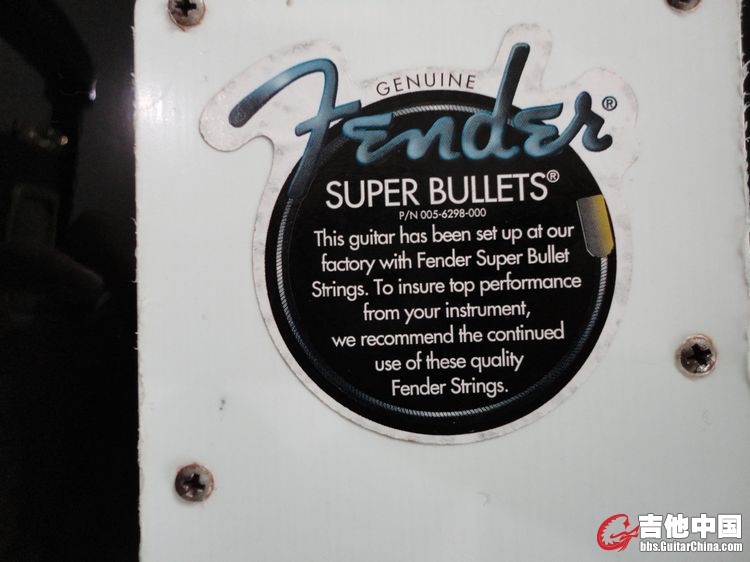 GENUINE
Fender®
SUPER BULLETS®
P/N 005-6298-000
This guitar has been set up at our
factory with Fender Super Bullet
Strings. To insure top performance
from your instrument,
we recommend the continued
use of these quality
Fender Strings.
吉他中国
bbs.GuitarChina.com